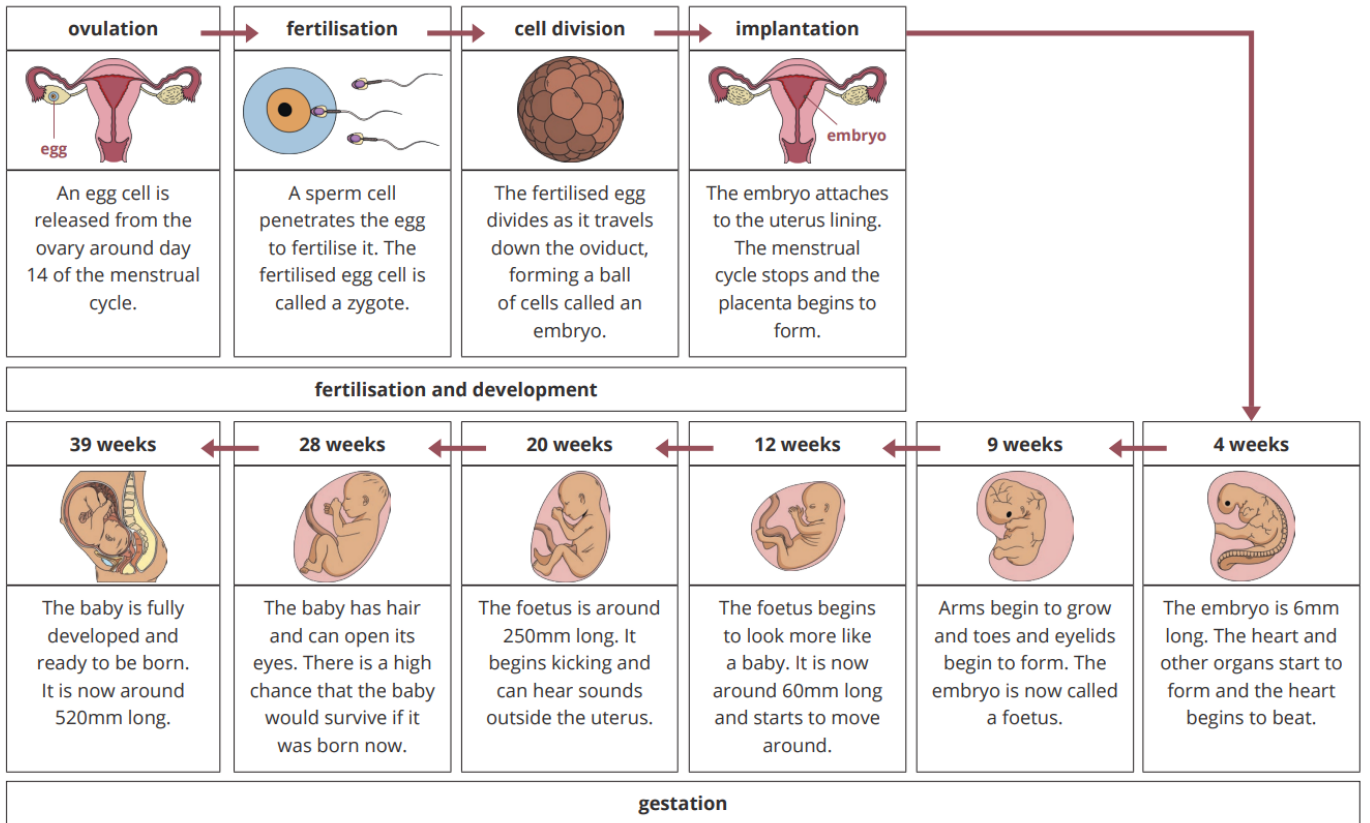 ovulation
fertilisation
cell division
implantation
egg
embryo
An egg cell is
released from the
ovary around day
14 of the menstrual
cycle.
A sperm cell
penetrates the egg
to fertilise it. The
fertilised egg cell is
called a zygote.
The fertilised egg
divides as it travels
down the oviduct,
forming a ball
of cells called an
embryo.
The embryo attaches
to the uterus lining.
The menstrual
cycle stops and the
placenta begins to
form.
fertilisation and development
39 weeks
28 weeks
20 weeks
12 weeks
9 weeks
4 weeks
The baby is fully
developed and
ready to be born.
It is now around
520mm long.
The baby has hair
and can open its
eyes. There is a high
chance that the baby
would survive if it
was born now.
The foetus is around
250mm long. It
begins kicking and
can hear sounds
outside the uterus.
The foetus begins
to look more like
a baby. It is now
around 60mm long
and starts to move
around.
Arms begin to grow
and toes and eyelids
begin to form. The
embryo is now called
a foetus.
The embryo is 6mm
long. The heart and
other organs start to
form and the heart
begins to beat.
gestation